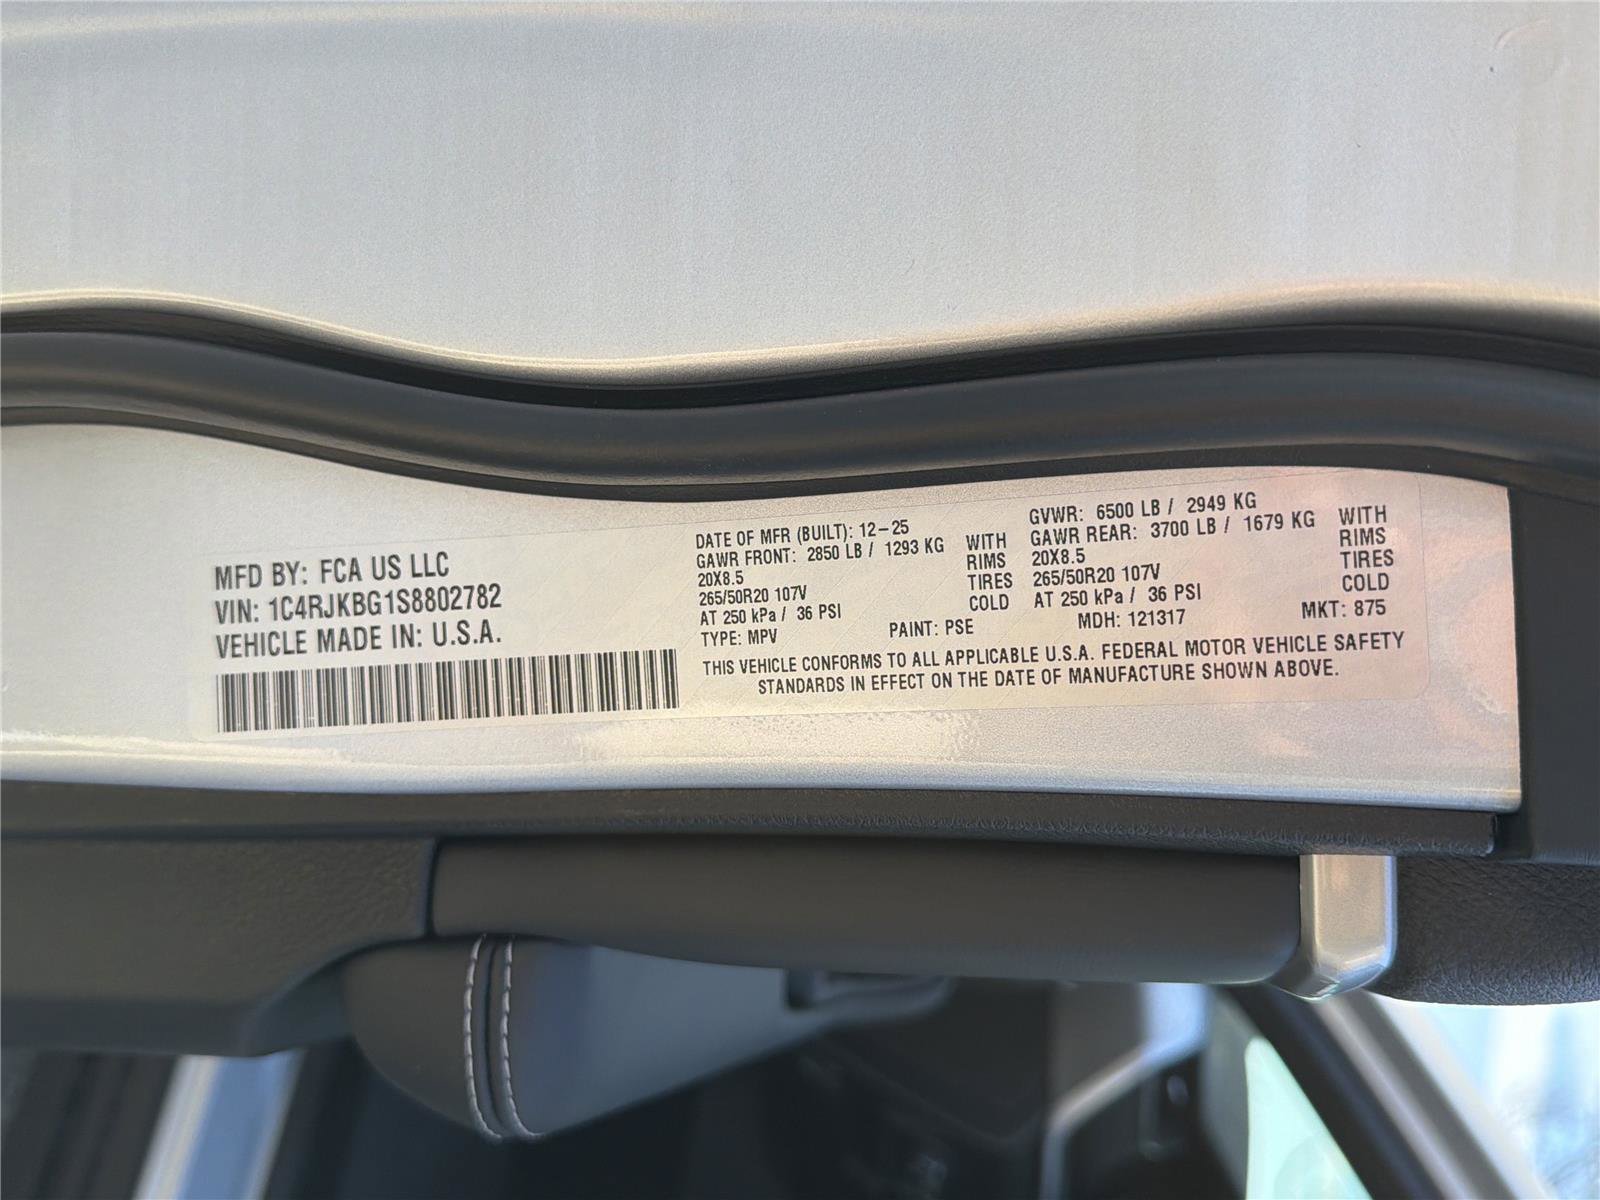 MFD BY: FCA US LLC
VIN: 1C4RJKBG1S8802782
VEHICLE MADE IN: U.S.A.
DATE OF MFR (BUILT): 12-25
GAWR FRONT: 2850 LB / 1293 KG WITH
20X8.5 RIMS
265/50R20 107V TIRES
AT 250 kPa / 36 PSI COLD
TYPE: MPV PAINT: PSE
GVWR: 6500 LB / 2949 KG
GAWR REAR: 3700 LB / 1679 KG WITH
20X8.5 RIMS
265/50R20 107V TIRES
AT 250 kPa / 36 PSI COLD
MDH: 121317 MKT: 875
THIS VEHICLE CONFORMS TO ALL APPLICABLE U.S.A. FEDERAL MOTOR VEHICLE SAFETY
STANDARDS IN EFFECT ON THE DATE OF MANUFACTURE SHOWN ABOVE.